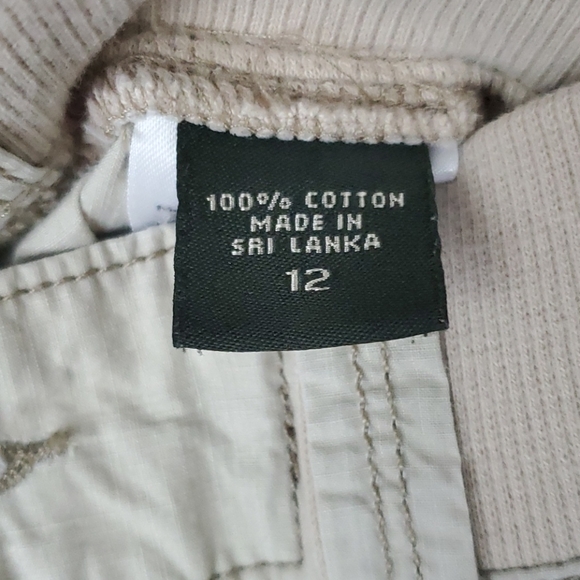 100% COTTON
MADE IN
SRI LANKA
12